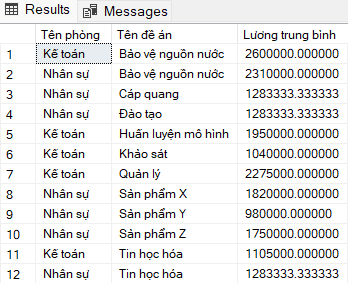 Results Messages
Tên phòng Tên đề án Lương trung bình
1 Kế toán Bảo vệ nguồn nước 2600000.000000
2 Nhân sự Bảo vệ nguồn nước 2310000.000000
3 Nhân sự Cáp quang 1283333.333333
4 Nhân sự Đào tạo 1283333.333333
5 Kế toán Huấn luyện mô hình 1950000.000000
6 Kế toán Khảo sát 1040000.000000
7 Kế toán Quản lý 2275000.000000
8 Nhân sự Sản phẩm X 1820000.000000
9 Nhân sự Sản phẩm Y 980000.000000
10 Nhân sự Sản phẩm Z 1750000.000000
11 Kế toán Tin học hóa 1105000.000000
12 Nhân sự Tin học hóa 1283333.333333